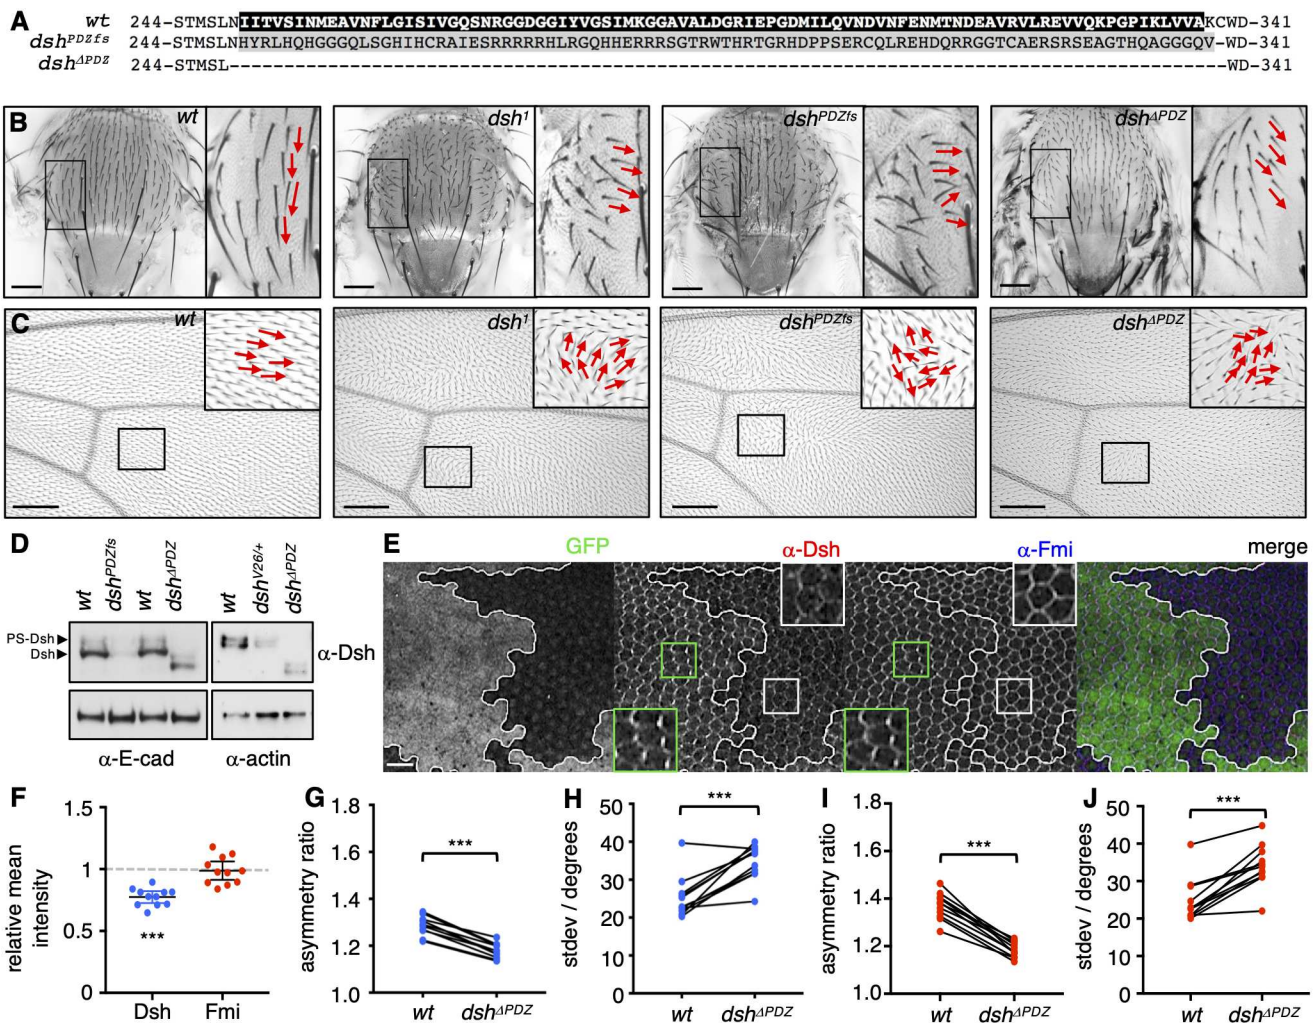 A
wt 244-STMSLNIITVSINMEAVNFLGISIVGQSNRGGDGGIYVGSIMKGGAVALDGRIEPGDMILQVNDVNFENMTNDEAVRVLREVVQKPGPIKLVVAKCWD-341
dshPDZfs 244-STMSLNHYRLHQHGGGQLSGHIHCRAIESRRRRRHLRGQHHERRRSGTRWTHRTGRHDPPSERCQLREHDQRRGGTCAERSRSEAGTHQAGGGQV-WD-341
dshΔPDZ 244-STMSL--------------------------------------------------------------------------------------------WD-341
B wt dsh1 dshPDZfs dshΔPDZ
C wt dsh1 dshPDZfs dshΔPDZ
D
wt dshPDZfs wt dshΔPDZ wt dshV26/+ dshΔPDZ
PS-Dsh
Dsh
α-Dsh
α-E-cad α-actin
E GFP α-Dsh α-Fmi merge
F
relative mean
intensity
1.5
1
0.5
0
***
Dsh Fmi
G
asymmetry ratio
1.8
1.6
1.4
1.2
1.0
***
wt dshΔPDZ
H
stdev / degrees
50
40
30
20
10
0
***
wt dshΔPDZ
I
asymmetry ratio
1.8
1.6
1.4
1.2
1.0
***
wt dshΔPDZ
J
stdev / degrees
50
40
30
20
10
0
***
wt dshΔPDZ